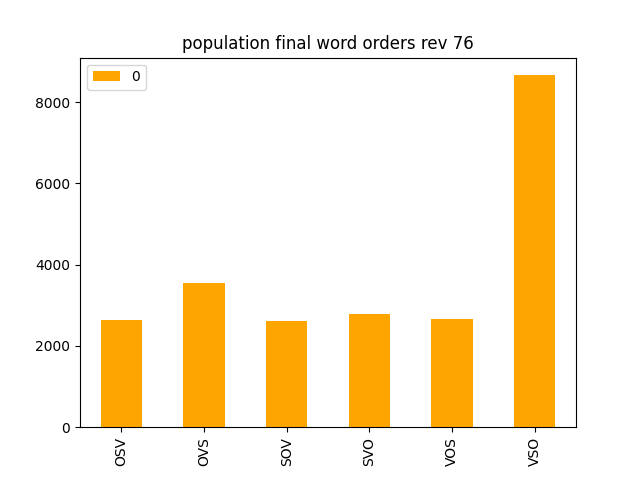 population final word orders rev 76
0
8000
6000
4000
2000
0
OSV
OVS
SOV
SVO
VOS
VSO